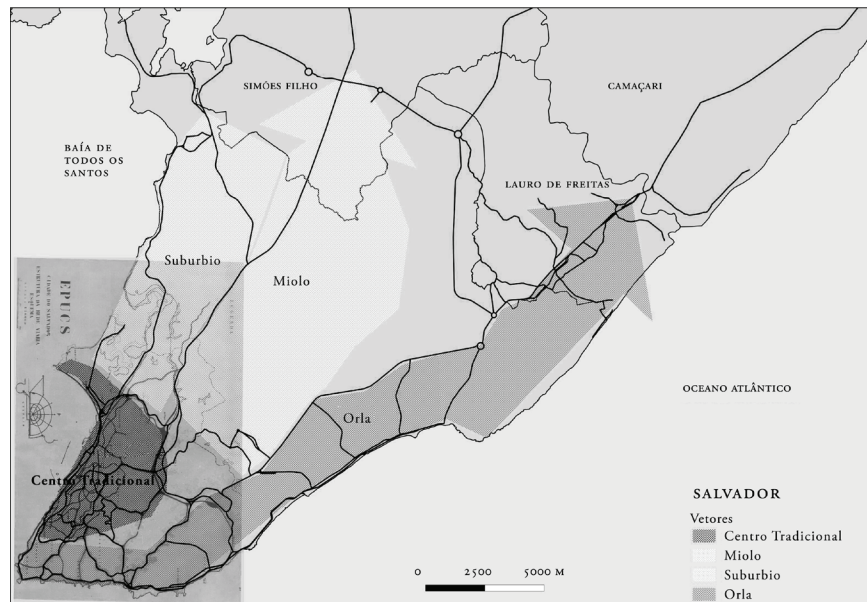 SIMÕES FILHO
CAMAÇARI
BAÍA DE
TODOS OS
SANTOS
LAURO DE FREITAS
Suburbio
Miolo
EPUCS
OCEANO ATLÂNTICO
Orla
Centro Tradicional
SALVADOR
Vetores
Centro Tradicional
Miolo
Suburbio
Orla
0 2500 5000 M